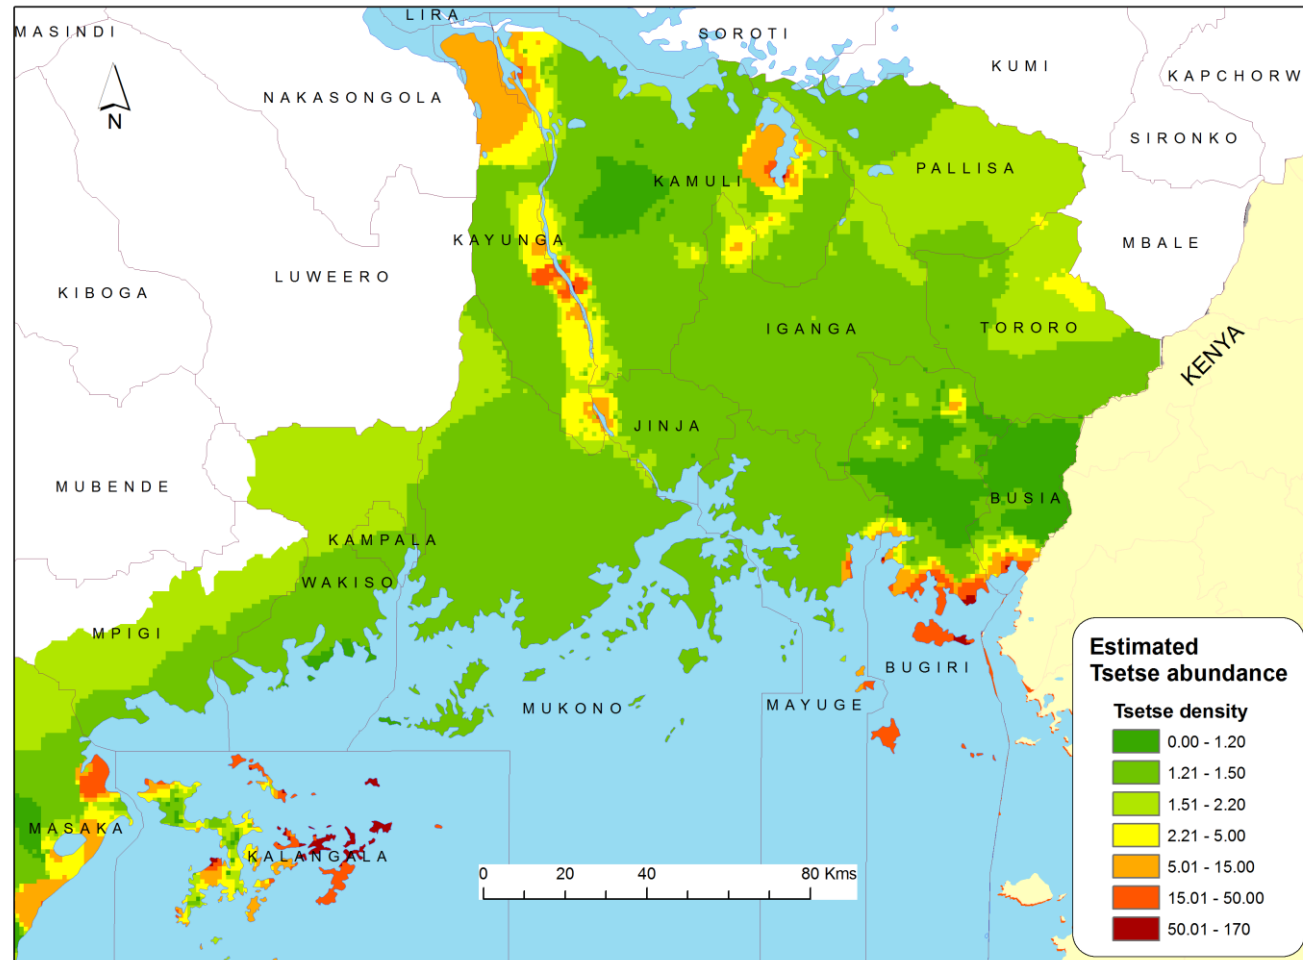 LIRA
MASINDI
SOROTI
KUMI
KAPCHORW
NAKASONGOLA
N
SIRONKO
PALLISA
KAMULI
KAYUNGA
MBALE
LUWEERO
KIBOGA
IGANGA
TORORO
KENYA
JINJA
MUBENDE
BUSIA
KAMPALA
WAKISO
MPIGI
BUGIRI
MUKONO
MAYUGE
MASAKA
KALANGALA
0 20 40 80 Kms
Estimated
Tsetse abundance
Tsetse density
0.00 - 1.20
1.21 - 1.50
1.51 - 2.20
2.21 - 5.00
5.01 - 15.00
15.01 - 50.00
50.01 - 170